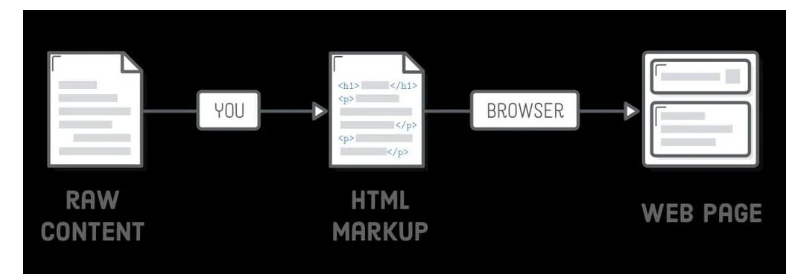 YOU
<h1> </h1>
<p>
</p>
<p>
</p>
BROWSER
RAW
CONTENT
HTML
MARKUP
WEB PAGE